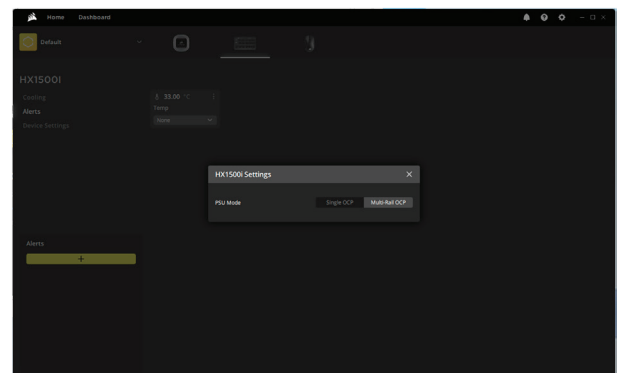 Home Dashboard
Default
HX1500I
Cooling
Alerts
Device Settings
33.00 °C
Temp
None
HX1500i Settings
PSU Mode Single OCP Multi-Rail OCP
Alerts
+